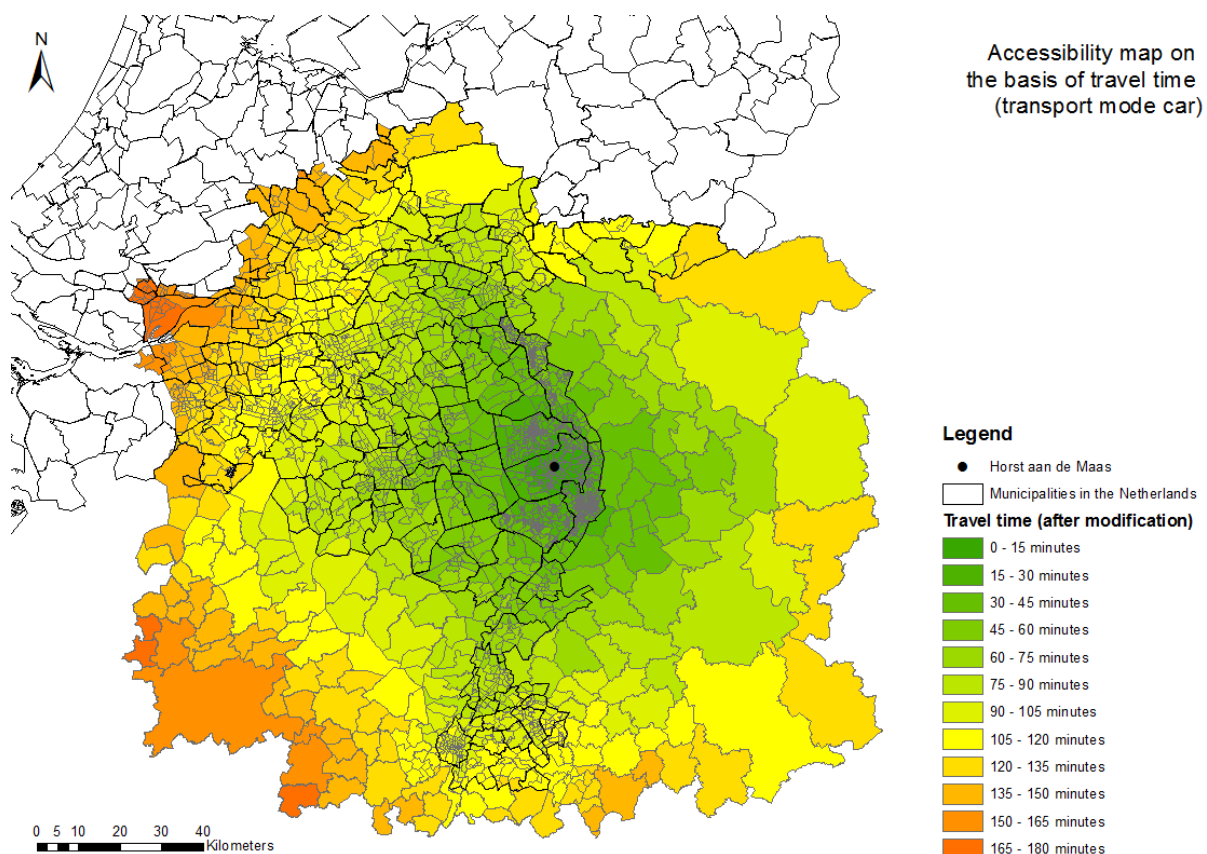 N
Accessibility map on
the basis of travel time
(transport mode car)
Legend
Horst aan de Maas
Municipalities in the Netherlands
Travel time (after modification)
0 - 15 minutes
15 - 30 minutes
30 - 45 minutes
45 - 60 minutes
60 - 75 minutes
75 - 90 minutes
90 - 105 minutes
105 - 120 minutes
120 - 135 minutes
135 - 150 minutes
150 - 165 minutes
165 - 180 minutes
0 5 10 20 30 40
Kilometers